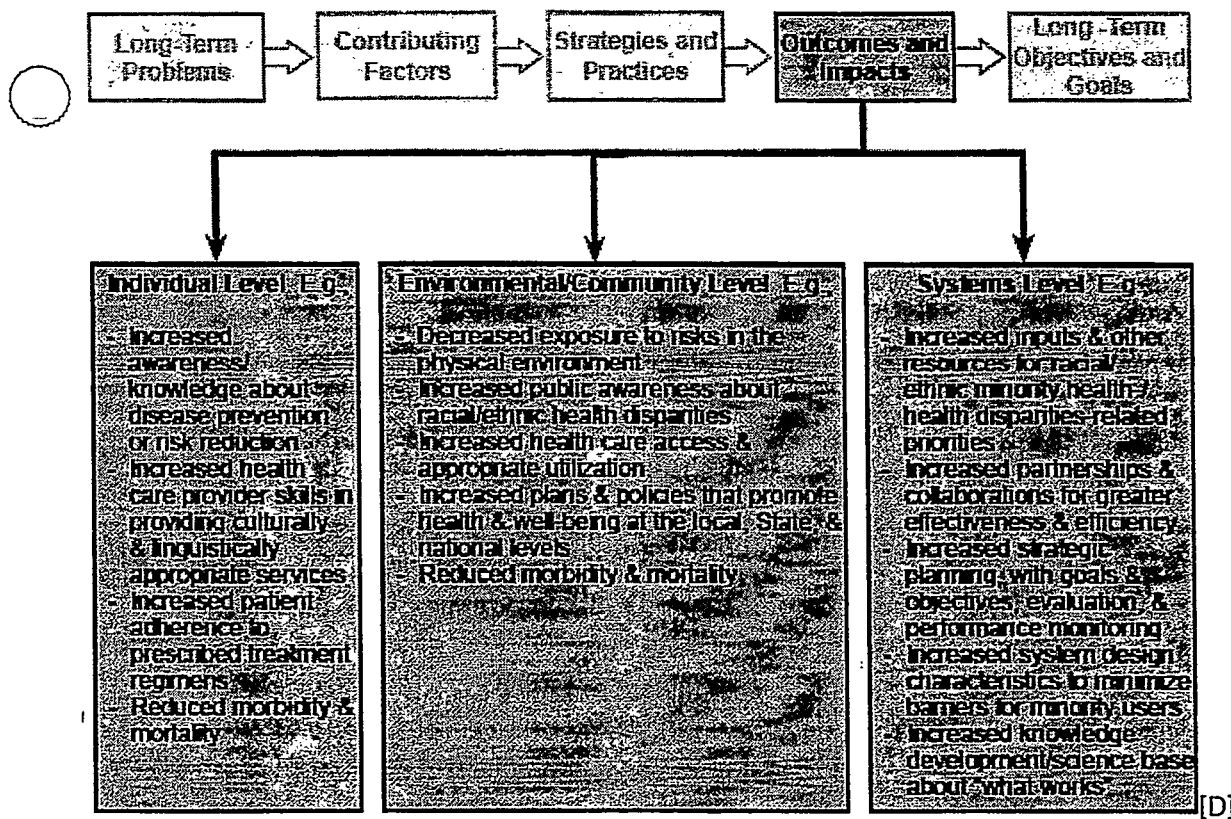 Long-Term
Problems
Contributing
Factors
Strategies and
Practices
Outcomes and
Impacts
Long-Term
Objectives and
Goals
Individual Level E.g.
- Increased
awareness/
knowledge about
disease prevention
or risk reduction
- Increased health
care provider skills in
providing culturally
& linguistically
appropriate services
- Increased patient
adherence to
prescribed treatment
regimens
- Reduced morbidity &
mortality
Environmental/Community Level E.g.
- Decreased exposure to risks in the
physical environment
- Increased public awareness about
racial/ethnic health disparities
- Increased health care access &
appropriate utilization
- Increased plans & policies that promote
health & well-being at the local, State, &
national levels
- Reduced morbidity & mortality
Systems Level E.g.
- Increased inputs & other
resources for racial/
ethnic minority health-/
health disparities-related
priorities
- Increased partnerships &
collaborations for greater
effectiveness & efficiency
- Increased strategic
planning, with goals &
objectives, evaluation, &
performance monitoring
- Increased system design
characteristics to minimize
barriers for minority users
- Increased knowledge
development/science base
about "what works"
[D]